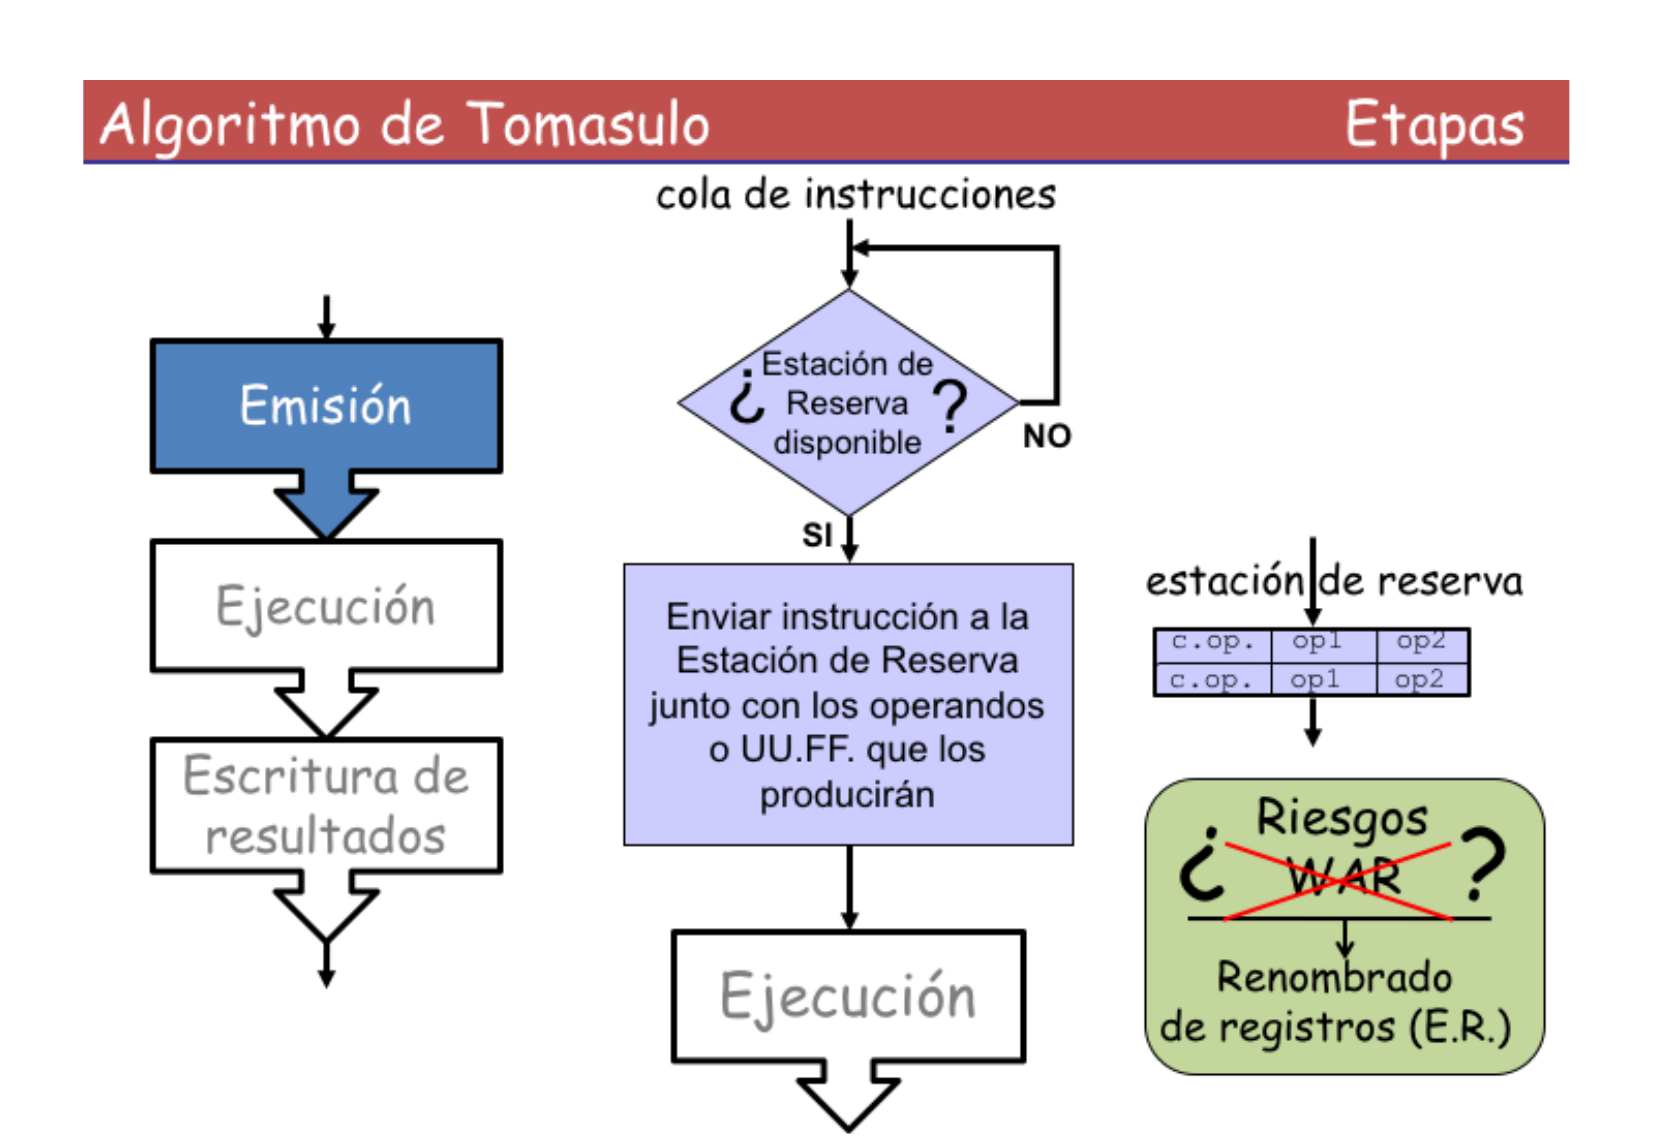 Algoritmo de Tomasulo Etapas
cola de instrucciones
Emisión
Ejecución
Escritura de
resultados
¿ Estación de
Reserva
disponible ?
NO
SI
Enviar instrucción a la
Estación de Reserva
junto con los operandos
o UU.FF. que los
producirán
Ejecución
estación de reserva
c.op. op1 op2
c.op. op1 op2
¿ Riesgos
WAR ?
Renombrado
de registros (E.R.)